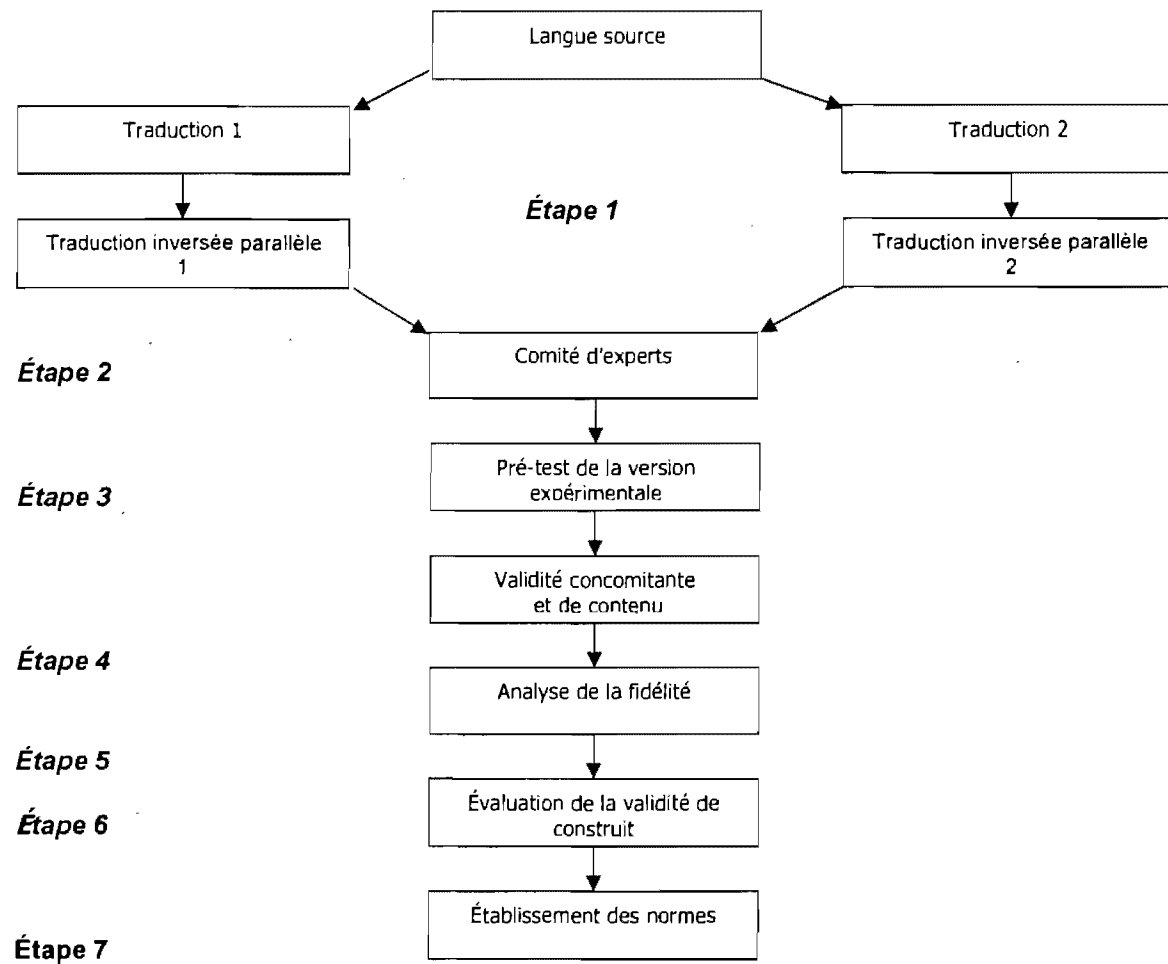 Langue source
Traduction 1
Traduction 2
Étape 1
Traduction inversée parallèle
1
Traduction inversée parallèle
2
Comité d'experts
Étape 2
Pré-test de la version
expérimentale
Étape 3
Validité concomitante
et de contenu
Étape 4
Analyse de la fidélité
Étape 5
Évaluation de la validité de
construit
Étape 6
Établissement des normes
Étape 7